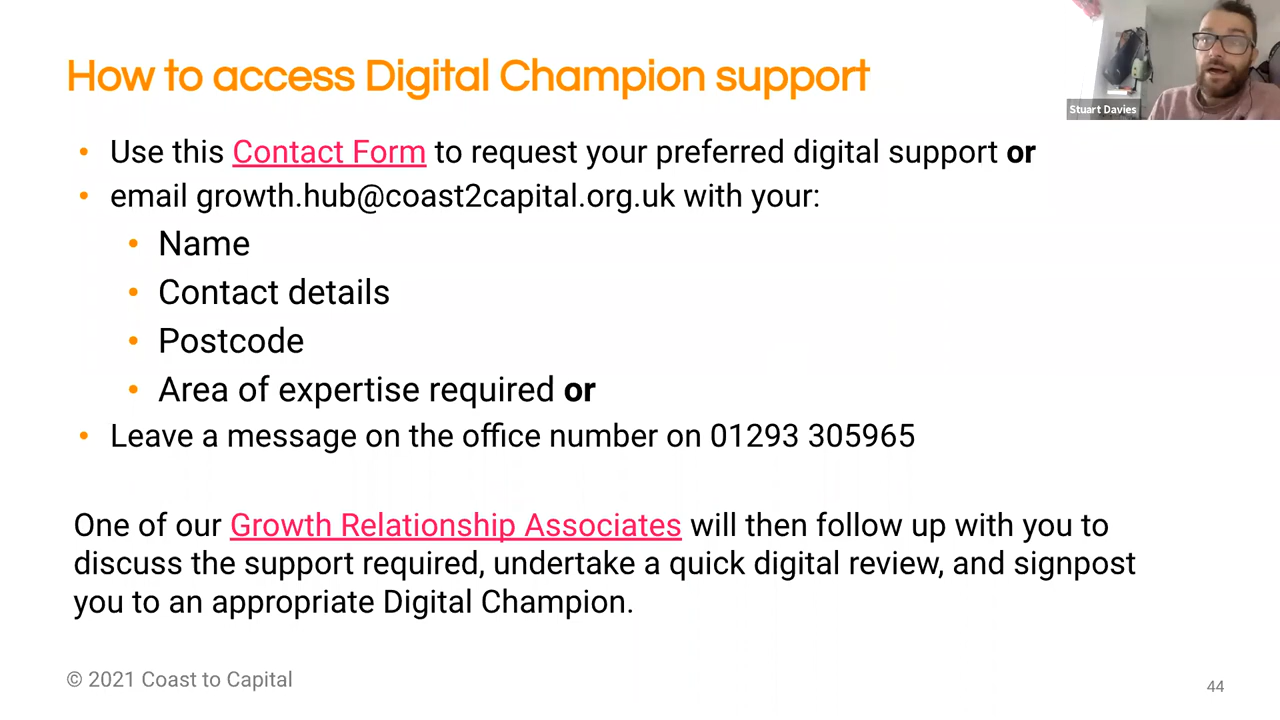 How to access Digital Champion support
Stuart Davies
• Use this Contact Form to request your preferred digital support or
• email growth.hub@coast2capital.org.uk with your:
• Name
• Contact details
• Postcode
• Area of expertise required or
• Leave a message on the office number on 01293 305965
One of our Growth Relationship Associates will then follow up with you to
discuss the support required, undertake a quick digital review, and signpost
you to an appropriate Digital Champion.
© 2021 Coast to Capital
44